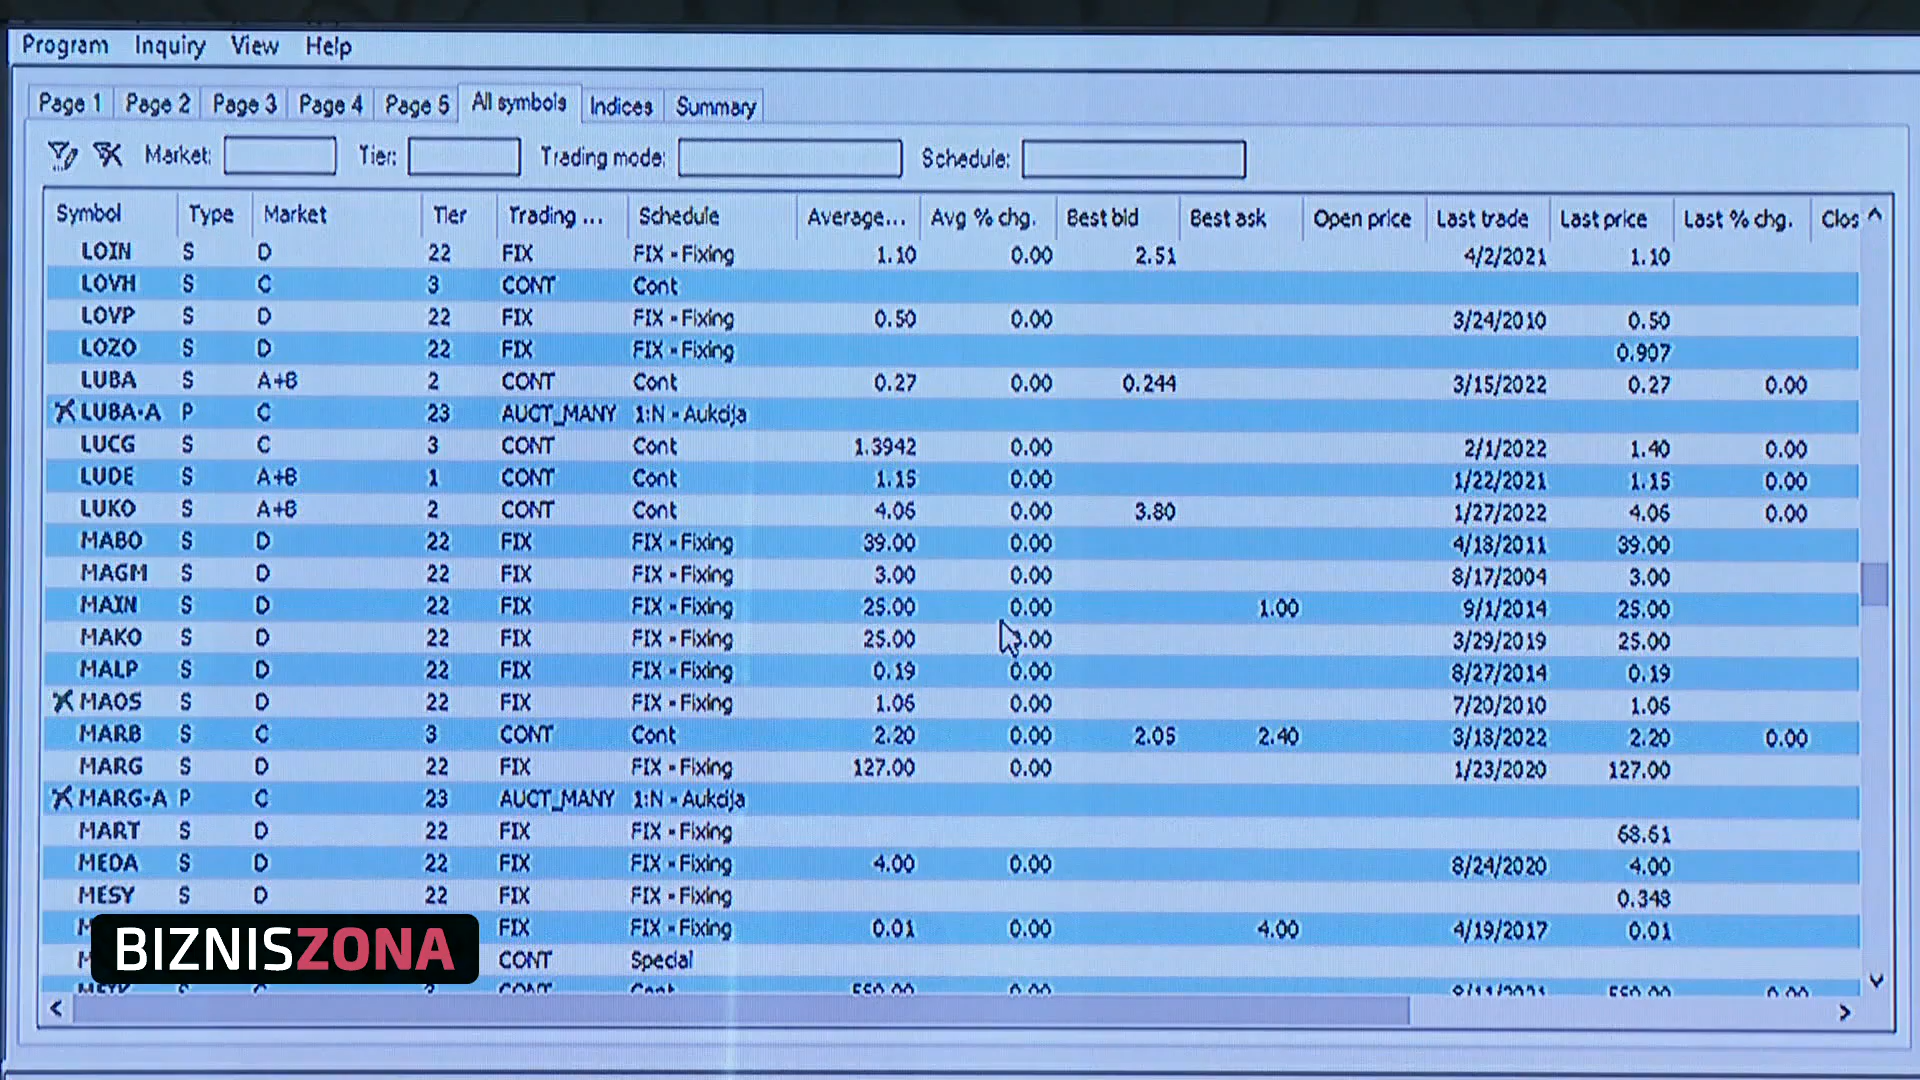 Program Inquiry View Help
Page 1 Page 2 Page 3 Page 4 Page 5 All symbols Indices Summary
Market: Tier: Trading mode: Schedule:
Symbol Type Market Tier Trading ... Schedule Average... Avg % chg. Best bid Best ask Open price Last trade Last price Last % chg. Clos
LOIN S D 22 FIX FIX - Fixing 1.10 0.00 2.51 4/2/2021 1.10
LOVH S C 3 CONT Cont
LOVP S D 22 FIX FIX - Fixing 0.50 0.00 3/24/2010 0.50
LOZO S D 22 FIX FIX - Fixing 0.907
LUBA S A+B 2 CONT Cont 0.27 0.00 0.244 3/15/2022 0.27 0.00
LUBA-A P C 23 AUCT_MANY 1:N - Aukcija
LUCG S C 3 CONT Cont 1.3942 0.00 2/1/2022 1.40 0.00
LUDE S A+B 1 CONT Cont 1.15 0.00 1/22/2021 1.15 0.00
LUKO S A+B 2 CONT Cont 4.06 0.00 3.80 1/27/2022 4.06 0.00
MABO S D 22 FIX FIX - Fixing 39.00 0.00 4/18/2011 39.00
MAGM S D 22 FIX FIX - Fixing 3.00 0.00 8/17/2004 3.00
MAIN S D 22 FIX FIX - Fixing 25.00 0.00 1.00 9/1/2014 25.00
MAKO S D 22 FIX FIX - Fixing 25.00 0.00 3/29/2019 25.00
MALP S D 22 FIX FIX - Fixing 0.19 0.00 8/27/2014 0.19
MAOS S D 22 FIX FIX - Fixing 1.06 0.00 7/20/2010 1.06
MARB S C 3 CONT Cont 2.20 0.00 2.05 2.40 3/18/2022 2.20 0.00
MARG S D 22 FIX FIX - Fixing 127.00 0.00 1/23/2020 127.00
MARG-A P C 23 AUCT_MANY 1:N - Aukcija
MART S D 22 FIX FIX - Fixing 68.61
MEDA S D 22 FIX FIX - Fixing 4.00 0.00 8/24/2020 4.00
MESY S D 22 FIX FIX - Fixing 0.348
FIX FIX - Fixing 0.01 0.00 4.00 4/19/2017 0.01
CONT Special
CONT Cont 0.00 0.00
BIZNISZONA